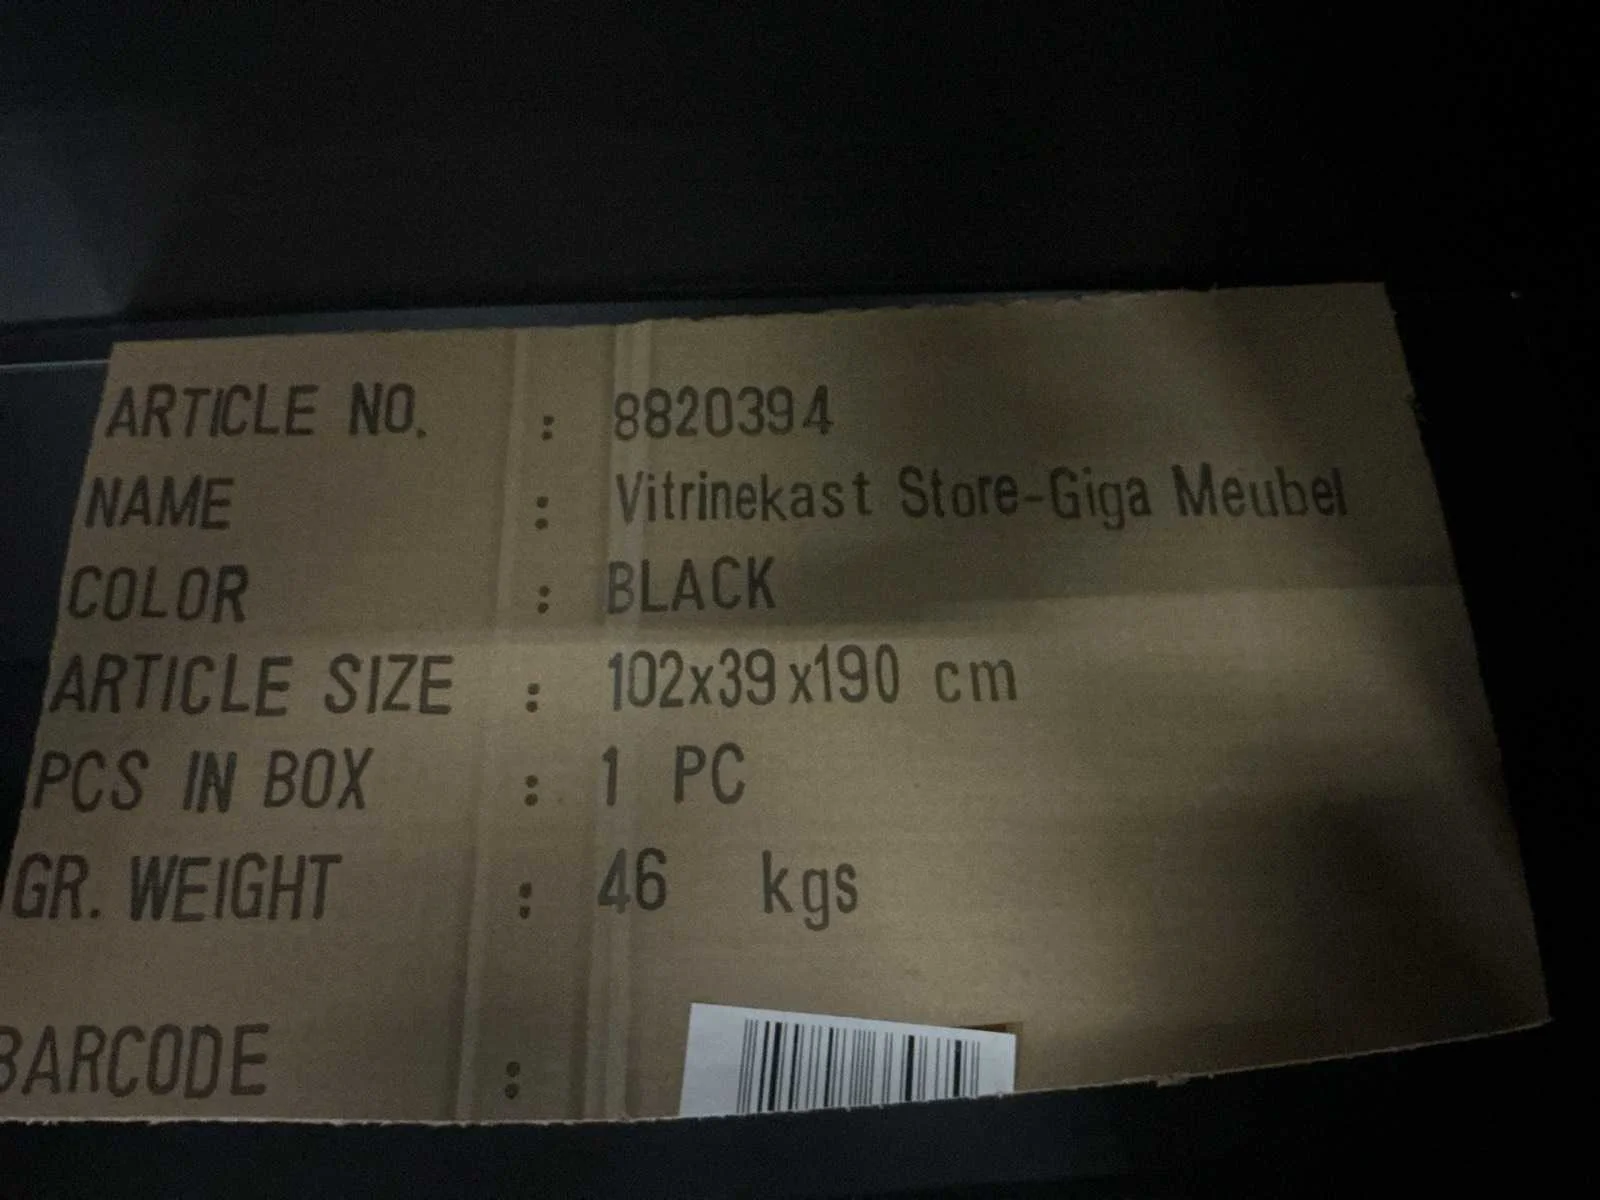 ARTICLE NO. : 8820394
NAME : Vitrinekast Store-Giga Meubel
COLOR : BLACK
ARTICLE SIZE : 102x39x190 cm
PCS IN BOX : 1 PC
GR. WEIGHT : 46 kgs
BARCODE :